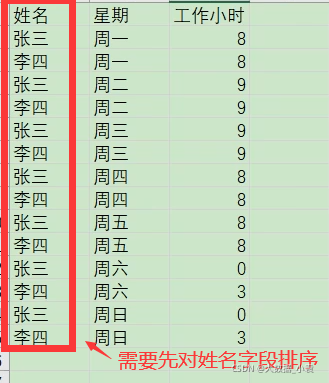 姓名 星期 工作小时
张三 周一 8
李四 周一 8
张三 周二 9
李四 周二 9
张三 周三 9
李四 周三 9
张三 周四 8
李四 周四 8
张三 周五 8
李四 周五 8
张三 周六 0
李四 周六 3
张三 周日 0
李四 周日 3
需要先对姓名字段排序